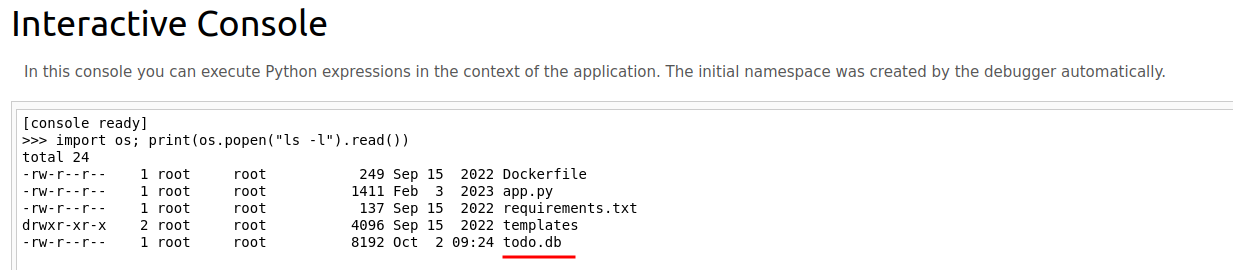 Interactive Console
In this console you can execute Python expressions in the context of the application. The initial namespace was created by the debugger automatically.
[console ready]
>>> import os; print(os.popen("ls -l").read())
total 24
-rw-r--r--    1 root     root           249 Sep 15  2022 Dockerfile
-rw-r--r--    1 root     root          1411 Feb  3  2023 app.py
-rw-r--r--    1 root     root           137 Sep 15  2022 requirements.txt
drwxr-xr-x    2 root     root          4096 Sep 15  2022 templates
-rw-r--r--    1 root     root          8192 Oct  2 09:24 todo.db